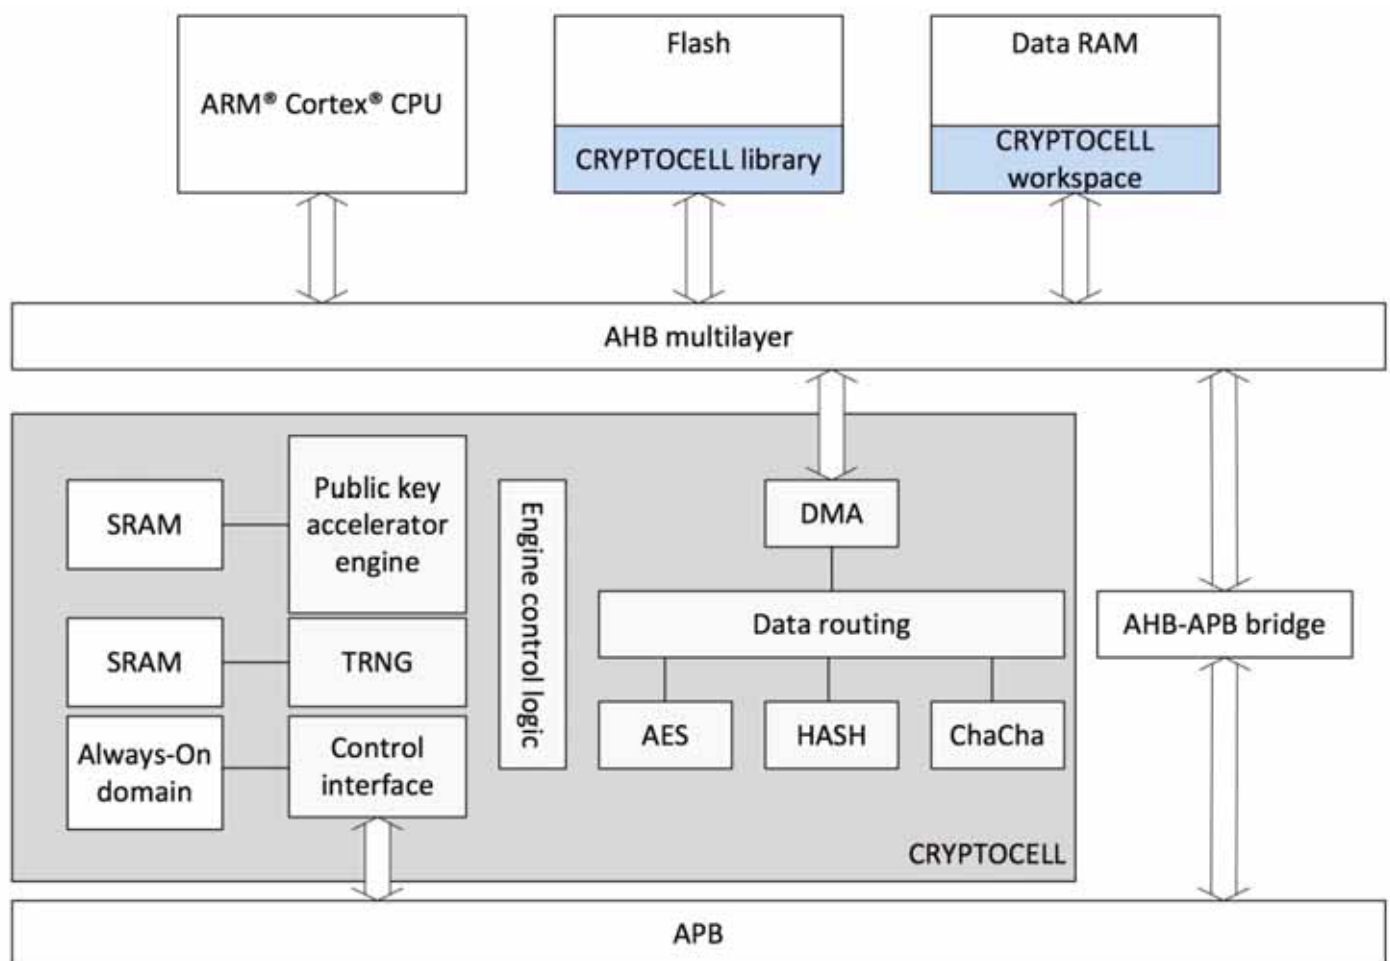 ARM® Cortex® CPU
Flash
CRYPTOCELL library
Data RAM
CRYPTOCELL
workspace
AHB multilayer
SRAM
Public key
accelerator
engine
SRAM
TRNG
Always-On
domain
Control
interface
Engine control logic
DMA
Data routing
AES
HASH
ChaCha
CRYPTOCELL
AHB-APB bridge
APB